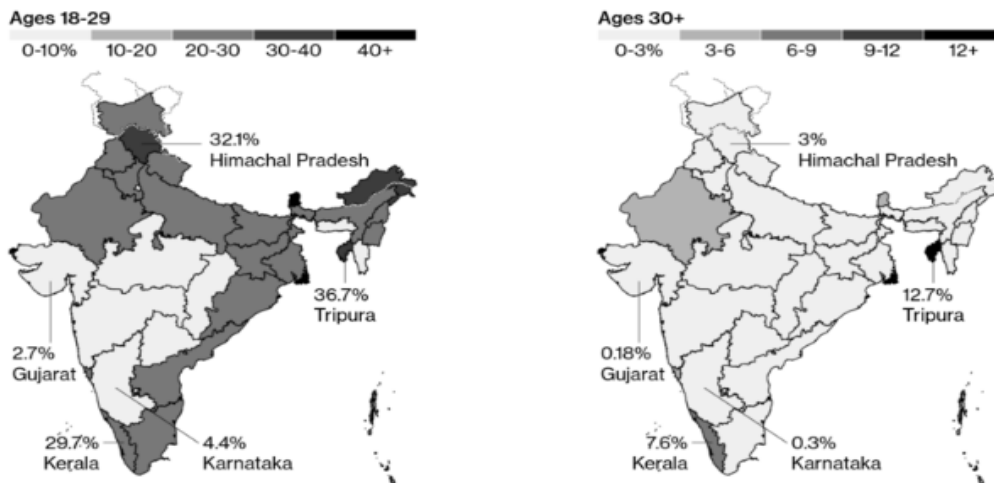 Ages 18-29
0-10% 10-20 20-30 30-40 40+
32.1%
Himachal Pradesh
36.7%
Tripura
2.7%
Gujarat
29.7%
Kerala
4.4%
Karnataka
Ages 30+
0-3% 3-6 6-9 9-12 12+
3%
Himachal Pradesh
12.7%
Tripura
0.18%
Gujarat
7.6%
Kerala
0.3%
Karnataka